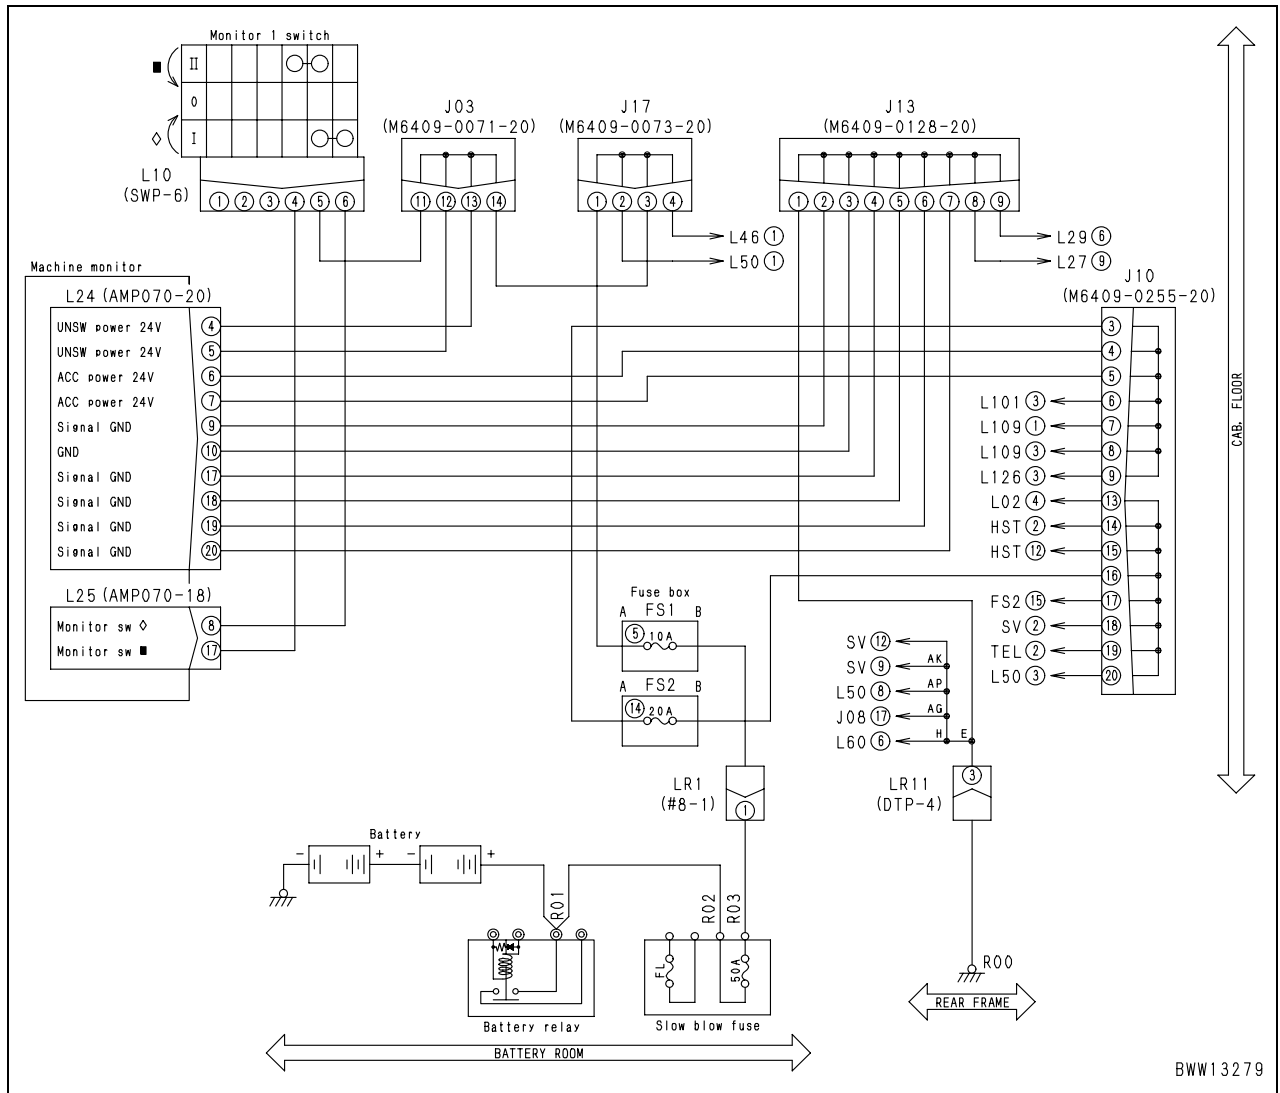 Monitor 1 switch
■ II
0
◇ I
L10
(SWP-6)
1 2 3 4 5 6
J03
(M6409-0071-20)
11 12 13 14
J17
(M6409-0073-20)
1 2 3 4
L46 1
L50 1
J13
(M6409-0128-20)
1 2 3 4 5 6 7 8 9
L29 6
L27 9
J10
(M6409-0255-20)
Machine monitor
L24 (AMP070-20)
UNSW power 24V 4
UNSW power 24V 5
ACC power 24V 6
ACC power 24V 7
Signal GND 9
GND 10
Signal GND 17
Signal GND 18
Signal GND 19
Signal GND 20
L25 (AMP070-18)
Monitor sw ◇ 8
Monitor sw ■ 17
3
4
5
L101 3 6
L109 1 7
L109 3 8
L126 3 9
L02 4 13
HST 2 14
HST 12 15
16
FS2 15 17
SV 2 18
TEL 2 19
L50 3 20
CAB. FLOOR
Fuse box
A FS1 B
5 10A
A FS2 B
14 20A
SV 12
SV 9 AK
L50 8 AP
J08 17 AG
L60 6 H E
LR1
(#8-1)
1
LR11
(DTP-4)
3
Battery
- + - +
R01
R02
R03
FL
50A
Battery relay
Slow blow fuse
R00
REAR FRAME
BATTERY ROOM
BWW13279